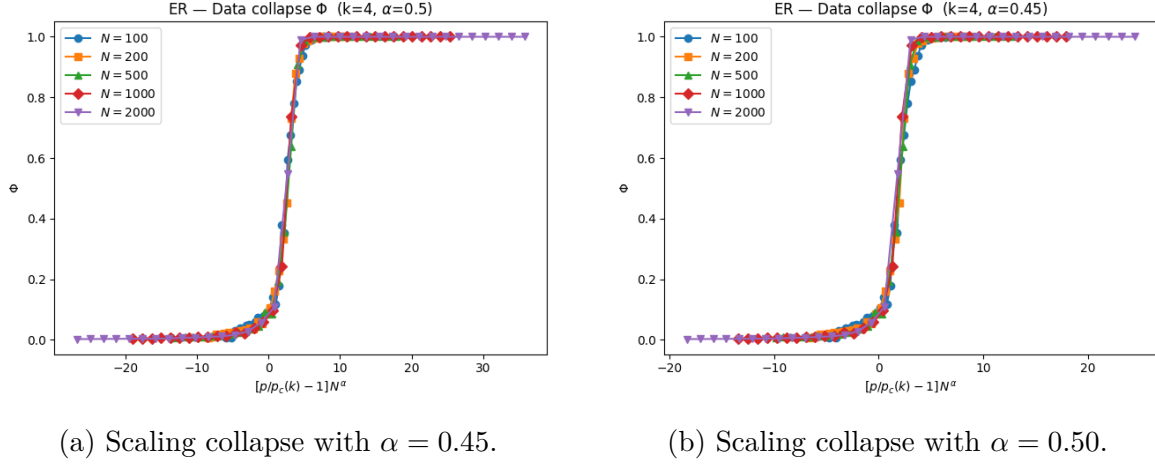 ER — Data collapse Φ (k=4, α=0.5)
1.0
0.8
0.6
0.4
0.2
0.0
Φ
N = 100
N = 200
N = 500
N = 1000
N = 2000
−20 −10 0 10 20 30
[p/p_c(k) − 1] N^α
(a) Scaling collapse with α = 0.45.
ER — Data collapse Φ (k=4, α=0.45)
1.0
0.8
0.6
0.4
0.2
0.0
Φ
N = 100
N = 200
N = 500
N = 1000
N = 2000
−20 −10 0 10 20
[p/p_c(k) − 1] N^α
(b) Scaling collapse with α = 0.50.